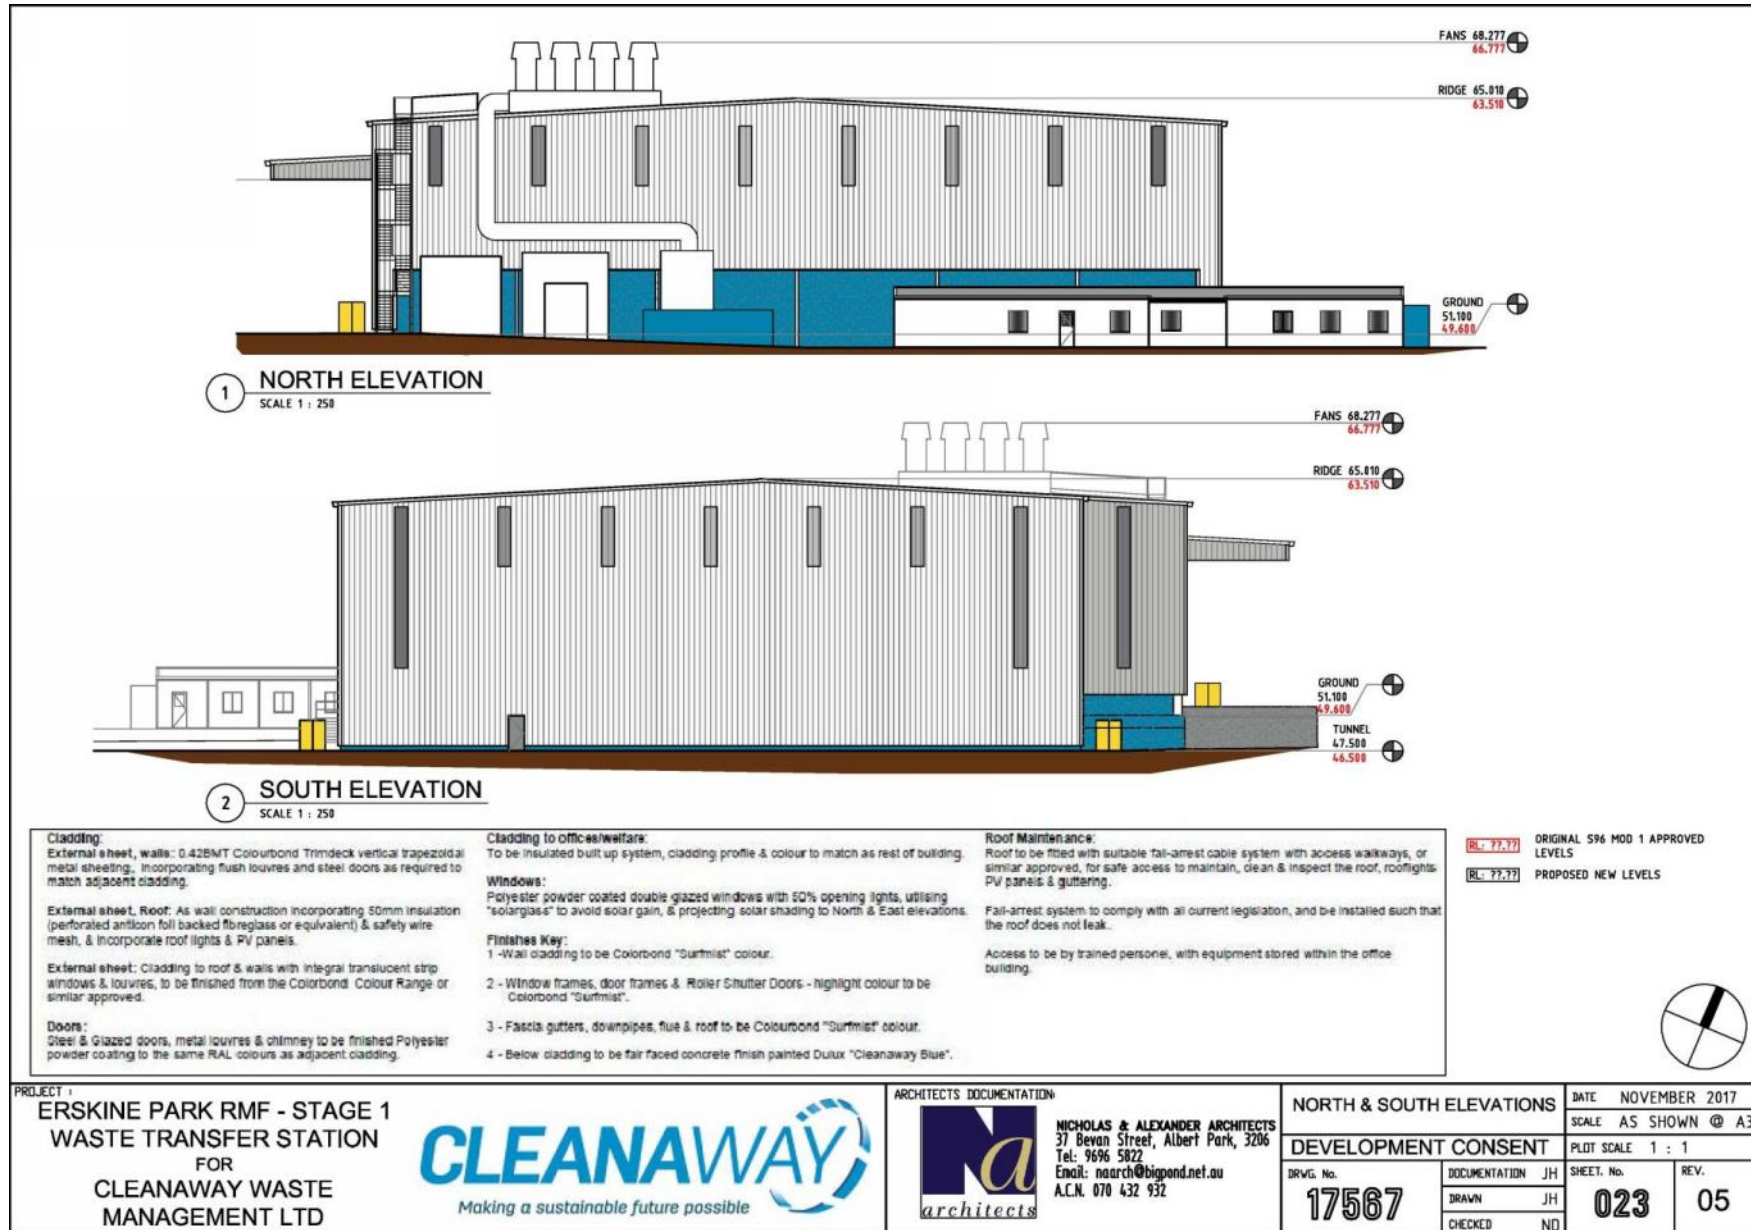 FANS 68.277
66.777
RIDGE 65.010
63.510
GROUND
51.100
49.600
1
NORTH ELEVATION
SCALE 1 : 250
FANS 68.277
66.777
RIDGE 65.010
63.510
GROUND
51.100
49.600
TUNNEL
47.500
46.500
2
SOUTH ELEVATION
SCALE 1 : 250
Cladding:
External sheet, walls: 0.42BMT Colourbond Trimdeck vertical trapezoidal
metal sheeting, incorporating flush louvres and steel doors as required to
match adjacent cladding.
External sheet, Roof: As wall construction incorporating 50mm insulation
(perforated anticon foil backed fibreglass or equivalent) & safety wire
mesh, & incorporate roof lights & PV panels.
External sheet: Cladding to roof & walls with integral translucent strip
windows & louvres, to be finished from the Colorbond Colour Range or
similar approved.
Doors:
Steel & Glazed doors, metal louvres & chimney to be finished Polyester
powder coating to the same RAL colours as adjacent cladding.
Cladding to offices/welfare:
To be insulated built up system, cladding profile & colour to match as rest of building.
Windows:
Polyester powder coated double glazed windows with 50% opening lights, utilising
"solarglass" to avoid solar gain, & projecting solar shading to North & East elevations.
Finishes Key:
1 -Wall cladding to be Colorbond "Surfmist" colour.
2 - Window frames, door frames & Roller Shutter Doors - highlight colour to be
Colorbond "Surfmist".
3 - Fascia gutters, downpipes, flue & roof to be Colourbond "Surfmist" colour.
4 - Below cladding to be fair faced concrete finish painted Dulux "Cleanaway Blue".
Roof Maintenance:
Roof to be fitted with suitable fall-arrest cable system with access walkways, or
similar approved, for safe access to maintain, clean & inspect the roof, rooflights
PV panels & guttering.
Fall-arrest system to comply with all current legislation, and be installed such that
the roof does not leak.
Access to be by trained personel, with equipment stored within the office
building.
RL: ??.?? ORIGINAL S96 MOD 1 APPROVED
LEVELS
RL: ??.?? PROPOSED NEW LEVELS
PROJECT :
ERSKINE PARK RMF - STAGE 1
WASTE TRANSFER STATION
FOR
CLEANAWAY WASTE
MANAGEMENT LTD
CLEANAWAY
Making a sustainable future possible
ARCHITECTS DOCUMENTATION:
Na
architects
NICHOLAS & ALEXANDER ARCHITECTS
37 Bevan Street, Albert Park, 3206
Tel: 9696 5822
Email: naarch@bigpond.net.au
A.C.N. 070 432 932
NORTH & SOUTH ELEVATIONS
DEVELOPMENT CONSENT
DRWG. No.
17567
DOCUMENTATION JH
DRAWN JH
CHECKED ND
DATE NOVEMBER 2017
SCALE AS SHOWN @ A3
PLOT SCALE 1 : 1
SHEET. No.
023
REV.
05